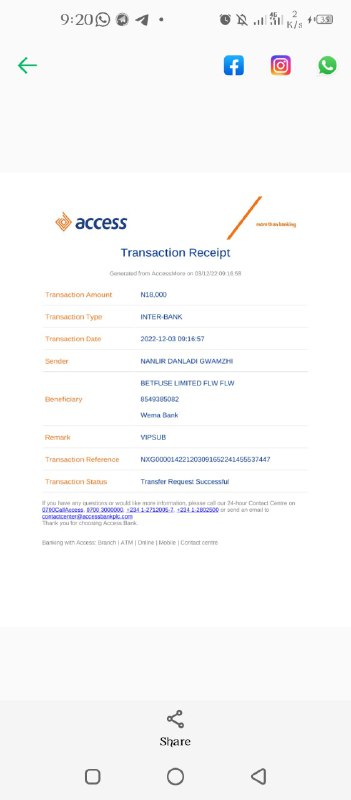 9:20
4G
2
K/s
33
access
more than banking
Transaction Receipt
Generated from AccessMore on 03/12/22 09:18:58
Transaction Amount N18,000
Transaction Type INTER-BANK
Transaction Date 2022-12-03 09:16:57
Sender NANLIR DANLADI GWAMZHI
BETFUSE LIMITED FLW FLW
Beneficiary 8549385082
Wema Bank
Remark VIPSUB
Transaction Reference NXG000014221203091652241455537447
Transaction Status Transfer Request Successful
If you have any questions or would like more information, please call our 24-hour Contact Centre on
0700CallAccess, 0700 3000000, +234 1-2712005-7, +234 1-2802500 or send an email to
contactcenter@accessbankplc.com
Thank you for choosing Access Bank.
Banking with Access: Branch | ATM | Online | Mobile | Contact centre
Share